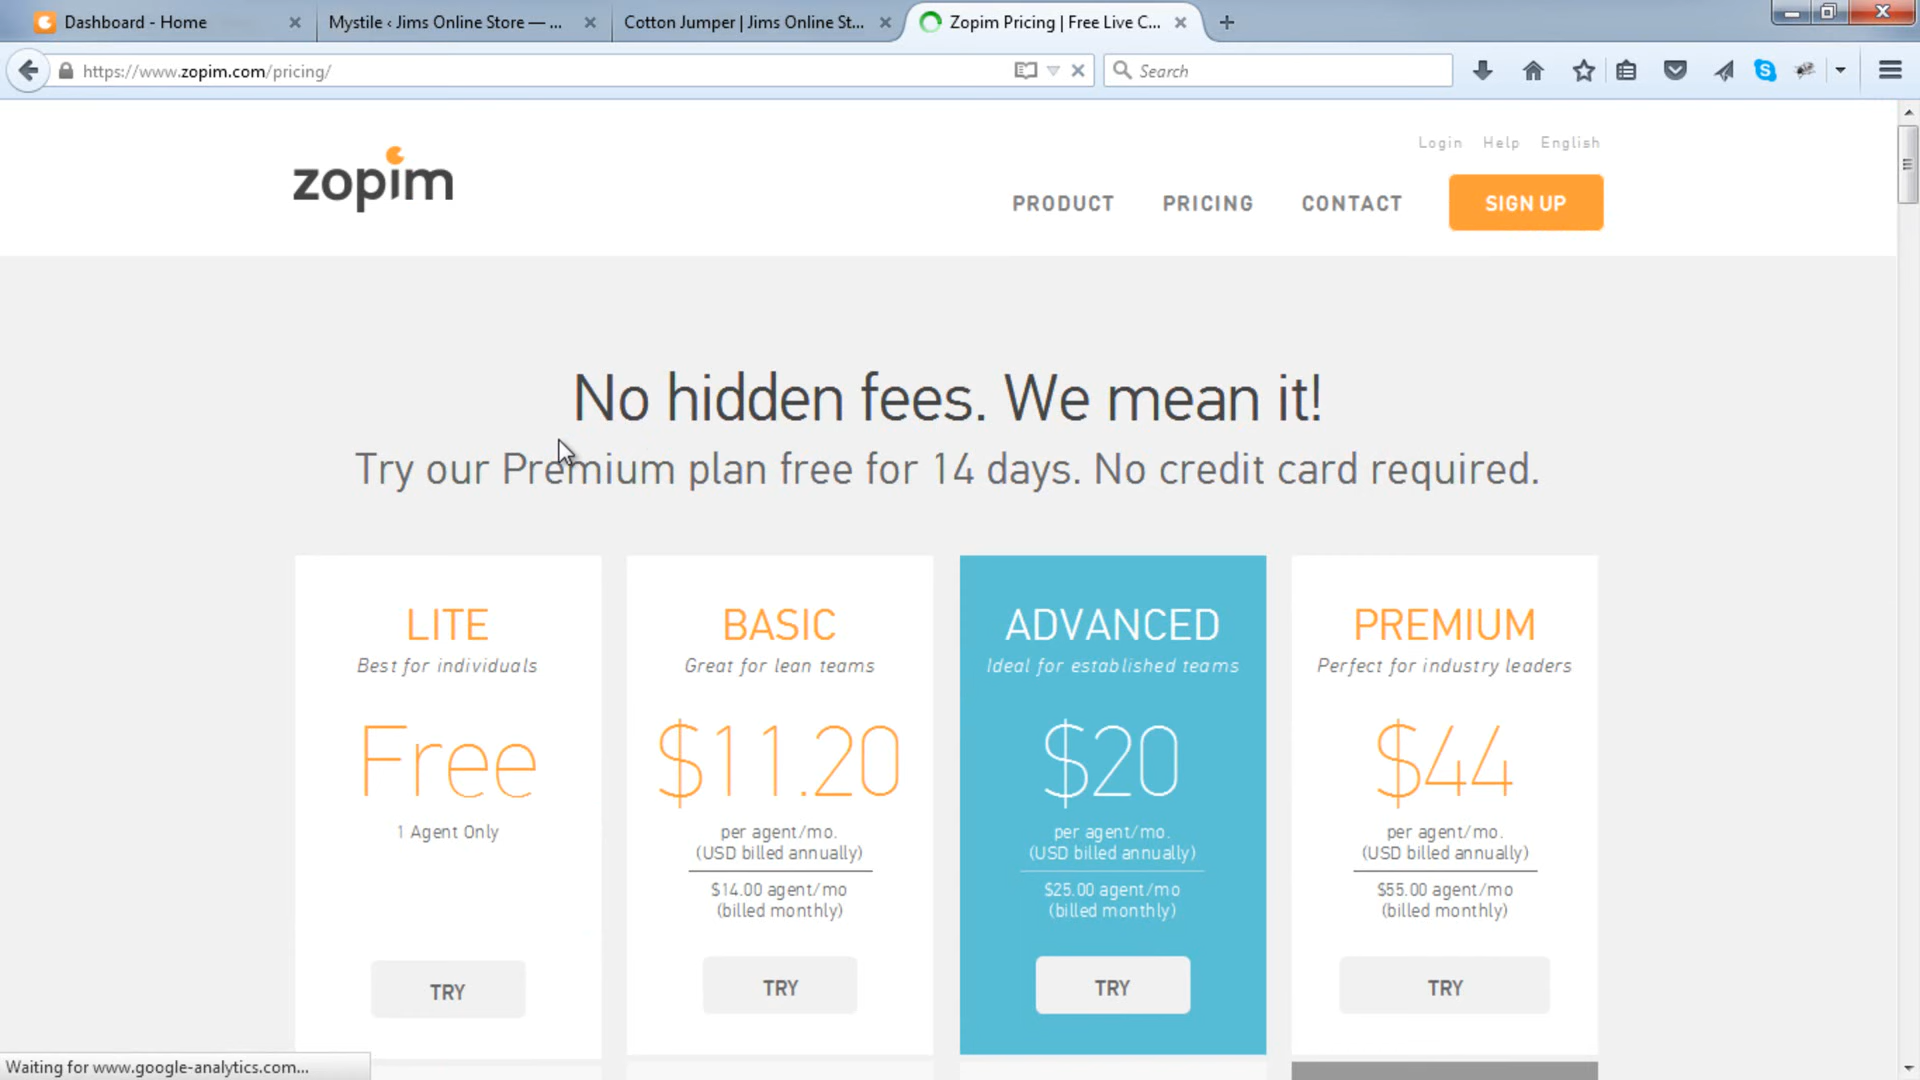 Dashboard - Home
Mystile ‹ Jims Online Store — ...
Cotton Jumper | Jims Online St...
Zopim Pricing | Free Live C...
https://www.zopim.com/pricing/
Search
Login Help English
zopim
PRODUCT PRICING CONTACT SIGN UP
No hidden fees. We mean it!
Try our Premium plan free for 14 days. No credit card required.
LITE
Best for individuals
Free
1 Agent Only
TRY
BASIC
Great for lean teams
$11.20
per agent/mo.
(USD billed annually)
$14.00 agent/mo
(billed monthly)
TRY
ADVANCED
Ideal for established teams
$20
per agent/mo.
(USD billed annually)
$25.00 agent/mo
(billed monthly)
TRY
PREMIUM
Perfect for industry leaders
$44
per agent/mo.
(USD billed annually)
$55.00 agent/mo
(billed monthly)
TRY
Waiting for www.google-analytics.com...